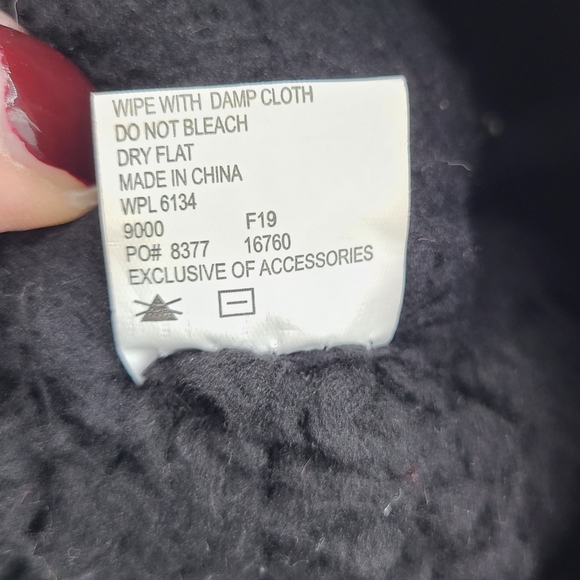 WIPE WITH DAMP CLOTH
DO NOT BLEACH
DRY FLAT
MADE IN CHINA
WPL 6134
9000 F19
PO# 8377 16760
EXCLUSIVE OF ACCESSORIES